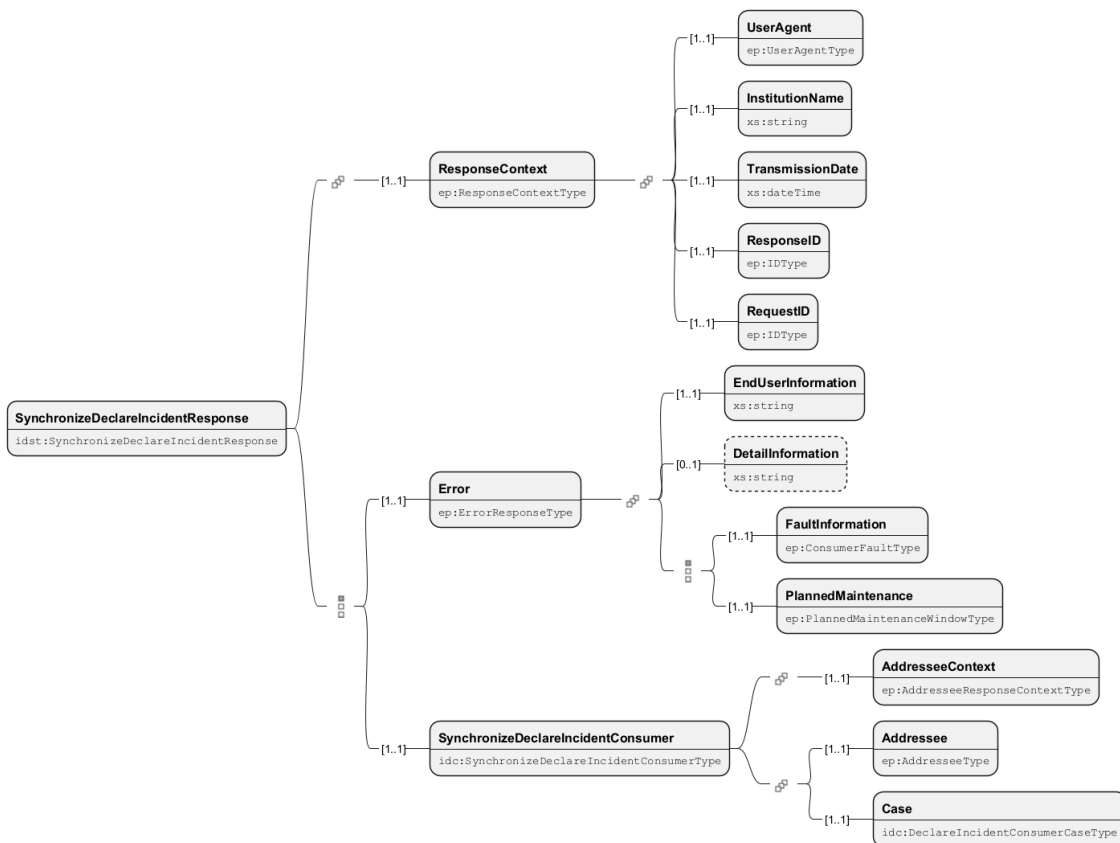 UserAgent
[1..1]
ep:UserAgentType
InstitutionName
[1..1]
xs:string
ResponseContext
[1..1]
ep:ResponseContextType
TransmissionDate
[1..1]
xs:dateTime
ResponseID
[1..1]
ep:IDType
RequestID
[1..1]
ep:IDType
SynchronizeDeclareIncidentResponse
idst:SynchronizeDeclareIncidentResponse
EndUserInformation
[1..1]
xs:string
DetailInformation
[0..1]
xs:string
Error
[1..1]
ep:ErrorResponseType
FaultInformation
[1..1]
ep:ConsumerFaultType
PlannedMaintenance
[1..1]
ep:PlannedMaintenanceWindowType
SynchronizeDeclareIncidentConsumer
[1..1]
idc:SynchronizeDeclareIncidentConsumerType
AddresseeContext
[1..1]
ep:AddresseeResponseContextType
Addressee
[1..1]
ep:AddresseeType
Case
[1..1]
idc:DeclareIncidentConsumerCaseType